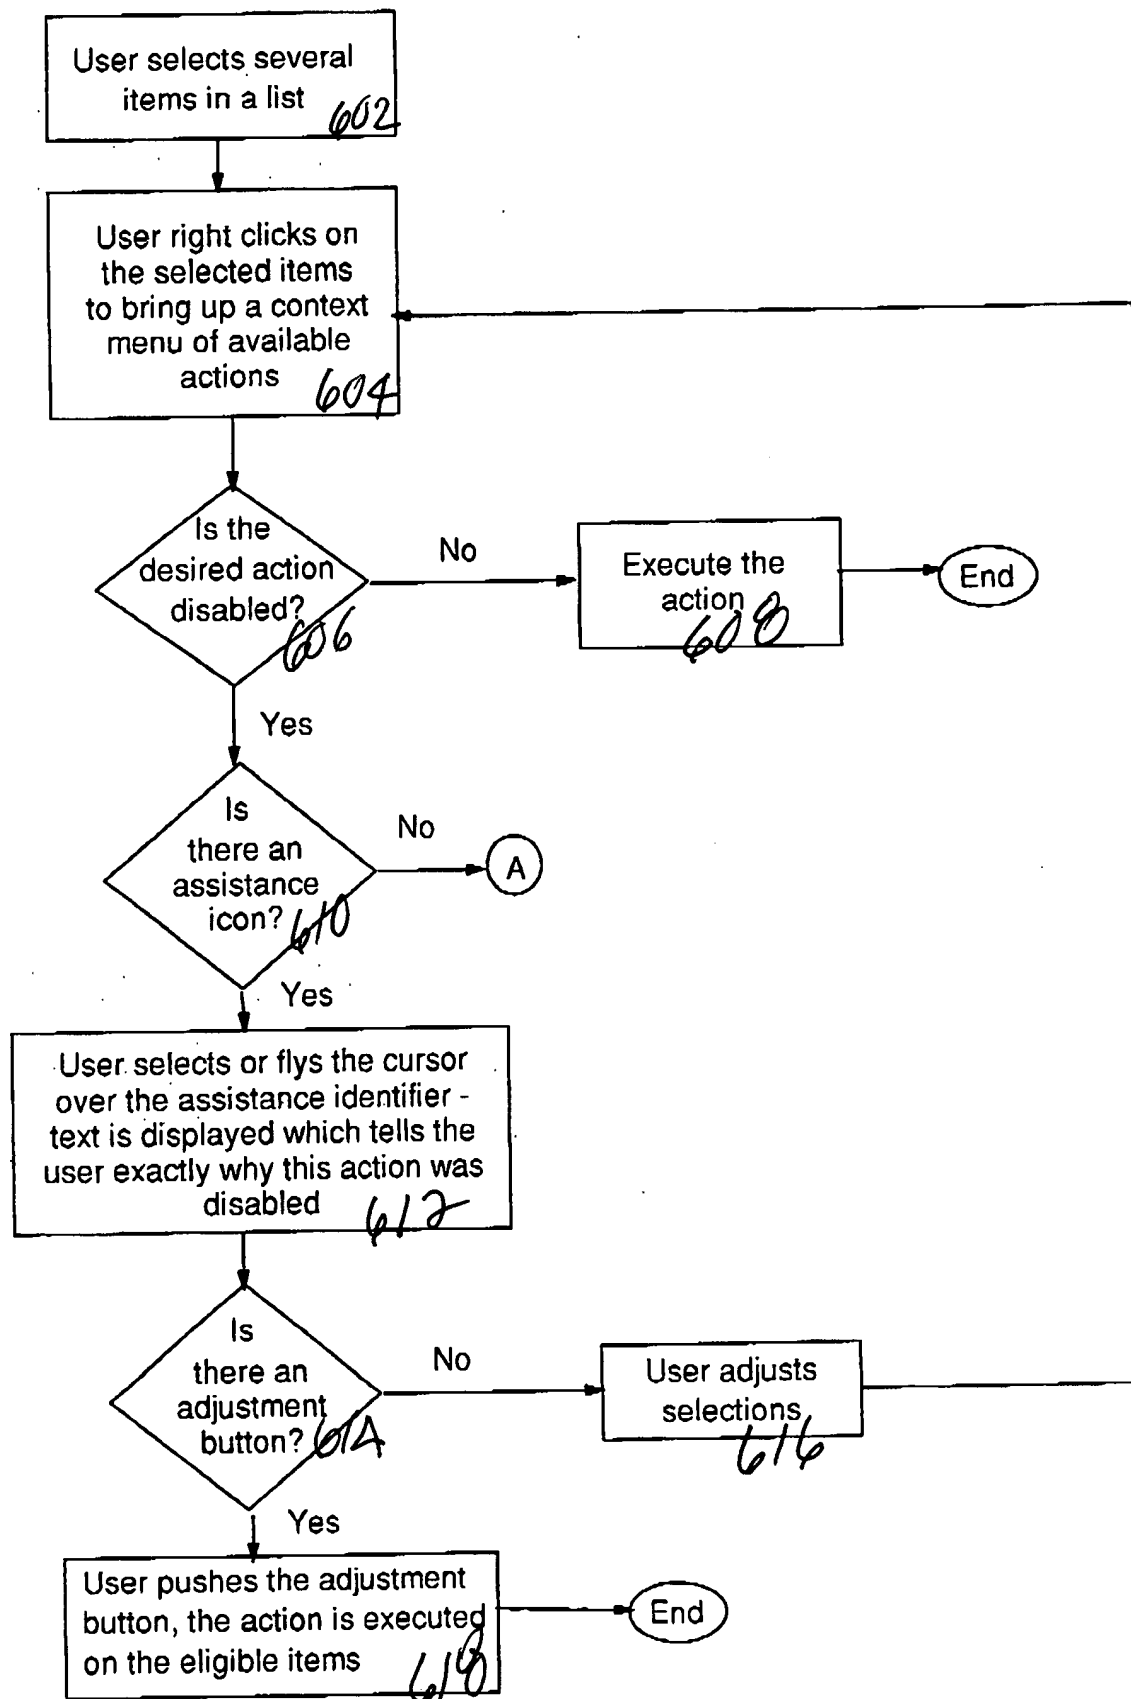 User selects several
items in a list
602
User right clicks on
the selected items
to bring up a context
menu of available
actions
604
Is the
desired action
disabled?
606
No
Execute the
action
608
End
Yes
Is
there an
assistance
icon?
610
No
A
Yes
User selects or flys the cursor
over the assistance identifier -
text is displayed which tells the
user exactly why this action was
disabled
612
Is
there an
adjustment
button?
614
No
User adjusts
selections
616
Yes
User pushes the adjustment
button, the action is executed
on the eligible items
618
End